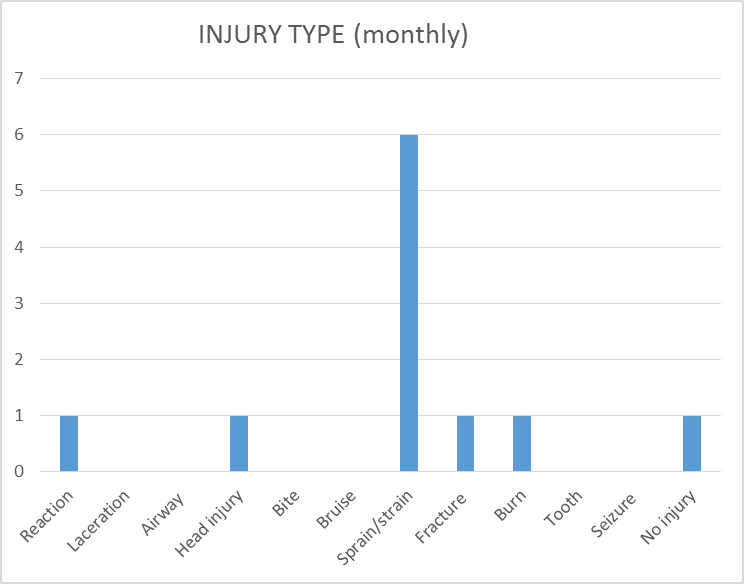 INJURY TYPE (monthly)
7
6
5
4
3
2
1
0
Reaction
Laceration
Airway
Head injury
Bite
Bruise
Sprain/strain
Fracture
Burn
Tooth
Seizure
No injury